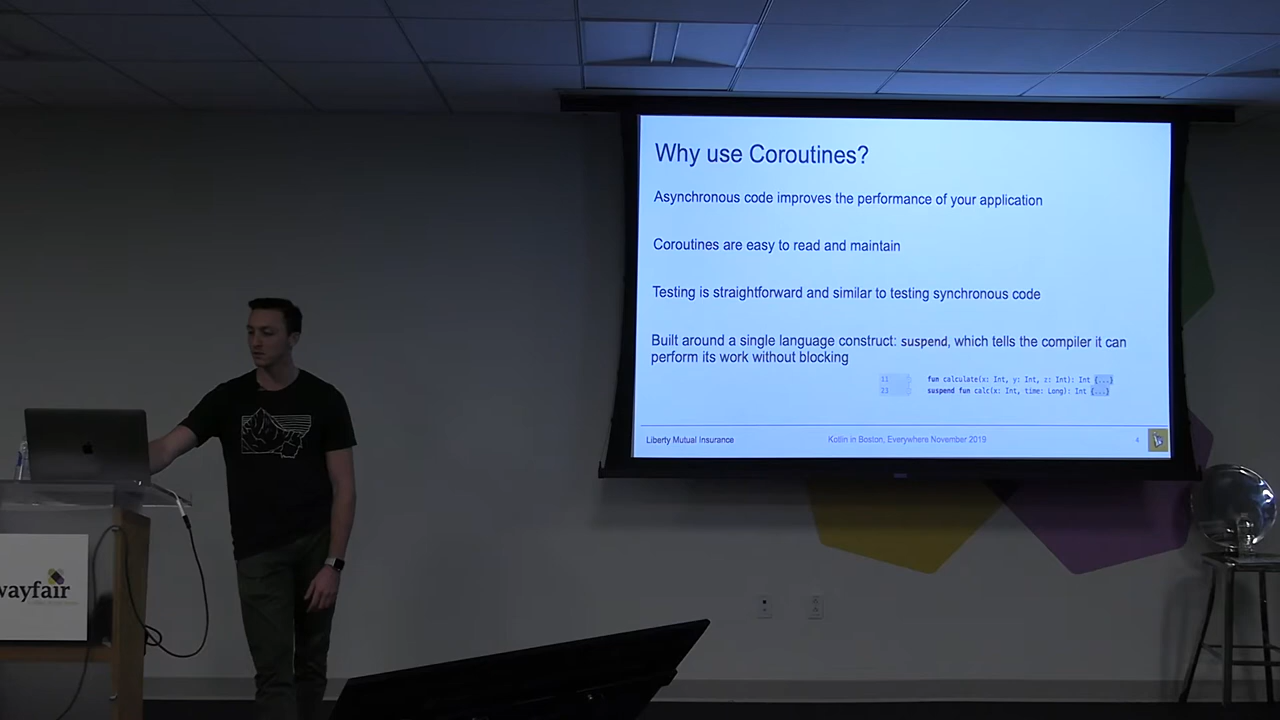 Why use Coroutines?
Asynchronous code improves the performance of your application
Coroutines are easy to read and maintain
Testing is straightforward and similar to testing synchronous code
Built around a single language construct: suspend, which tells the compiler it can
perform its work without blocking
11 fun calculate(x: Int, y: Int, z: Int): Int {...}
23 suspend fun calc(x: Int, time: Long): Int {...}
Liberty Mutual Insurance Kotlin in Boston, Everywhere November 2019 4
wayfair